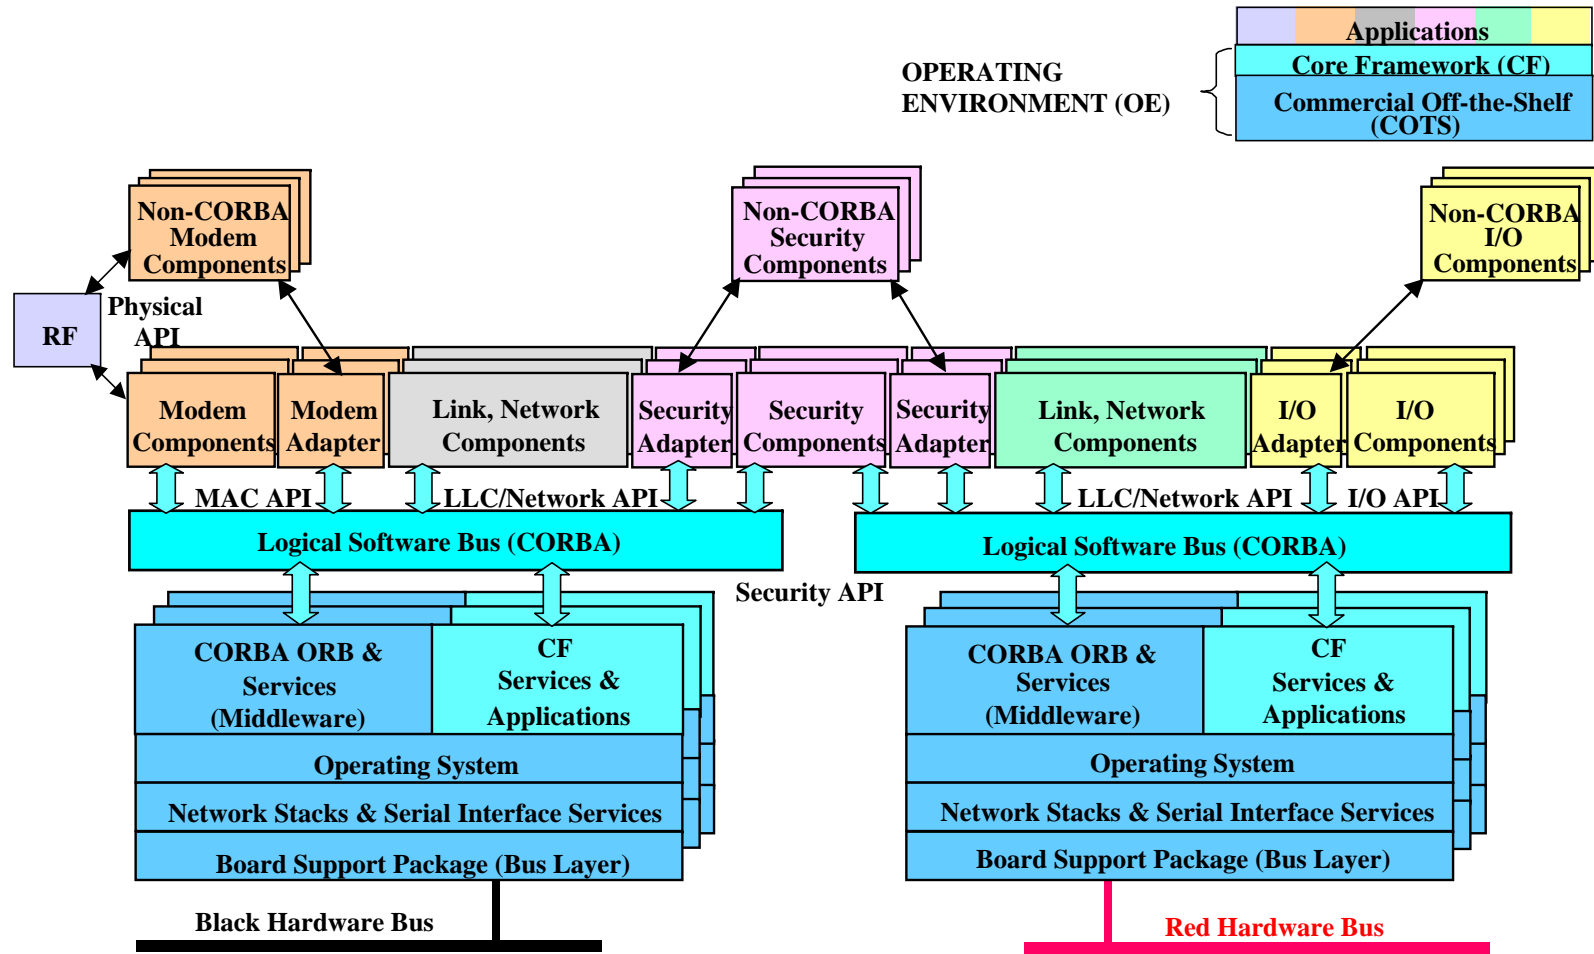 Applications
Core Framework (CF)
Commercial Off-the-Shelf
(COTS)
OPERATING
ENVIRONMENT (OE)
Non-CORBA
Modem
Components
Non-CORBA
Security
Components
Non-CORBA
I/O
Components
RF
Physical
API
Modem
Components
Modem
Adapter
Link, Network
Components
Security
Adapter
Security
Components
Security
Adapter
Link, Network
Components
I/O
Adapter
I/O
Components
MAC API
LLC/Network API
LLC/Network API
I/O API
Logical Software Bus (CORBA)
Logical Software Bus (CORBA)
Security API
CORBA ORB &
Services
(Middleware)
CF
Services &
Applications
Operating System
Network Stacks & Serial Interface Services
Board Support Package (Bus Layer)
CORBA ORB &
Services
(Middleware)
CF
Services &
Applications
Operating System
Network Stacks & Serial Interface Services
Board Support Package (Bus Layer)
Black Hardware Bus
Red Hardware Bus